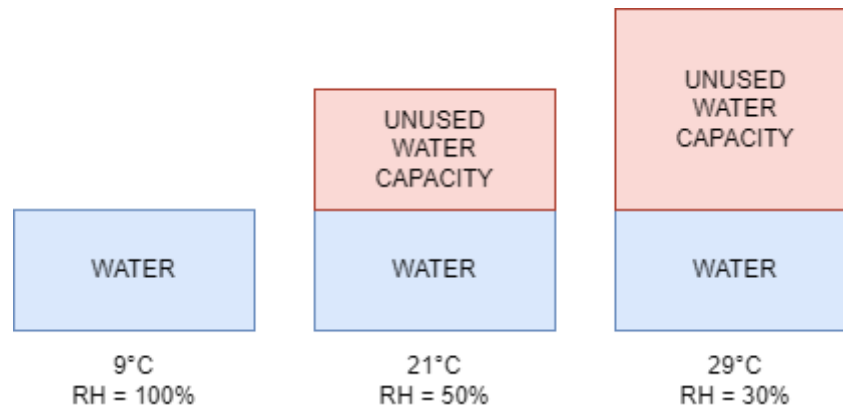 WATER
9°C
RH = 100%
UNUSED
WATER
CAPACITY
WATER
21°C
RH = 50%
UNUSED
WATER
CAPACITY
WATER
29°C
RH = 30%